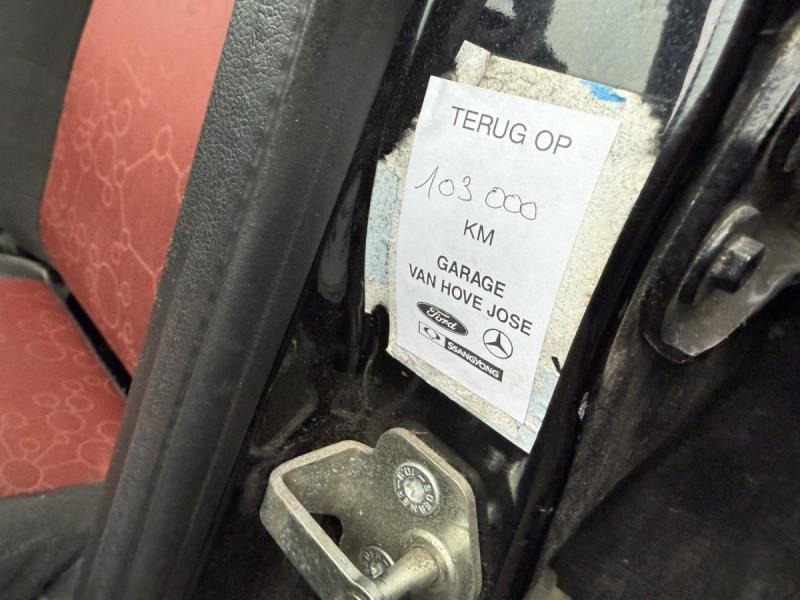 TERUG OP
103 000
KM
GARAGE
VAN HOVE JOSE
Ford
SSANGYONG